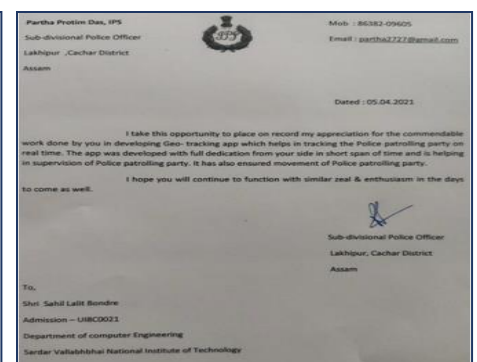 Partha Protim Das, IPS
Sub-divisional Police Officer
Lakhipur ,Cachar District
Assam
Mob : 86382-09605
Email : partha2727@gmail.com
Dated : 05.04.2021
I take this opportunity to place on record my appreciation for the commendable
work done by you in developing Geo- tracking app which helps in tracking the Police patrolling party on
real time. The app was developed with full dedication from your side in short span of time and is helping
in supervision of Police patrolling party. It has also ensured movement of Police patrolling party.
I hope you will continue to function with similar zeal & enthusiasm in the days
to come as well.
Sub-divisional Police Officer
Lakhipur, Cachar District
Assam
To,
Shri Sahil Lalit Bondre
Admission – UI8C0021
Department of computer Engineering
Sardar Vallabhbhai National Institute of Technology